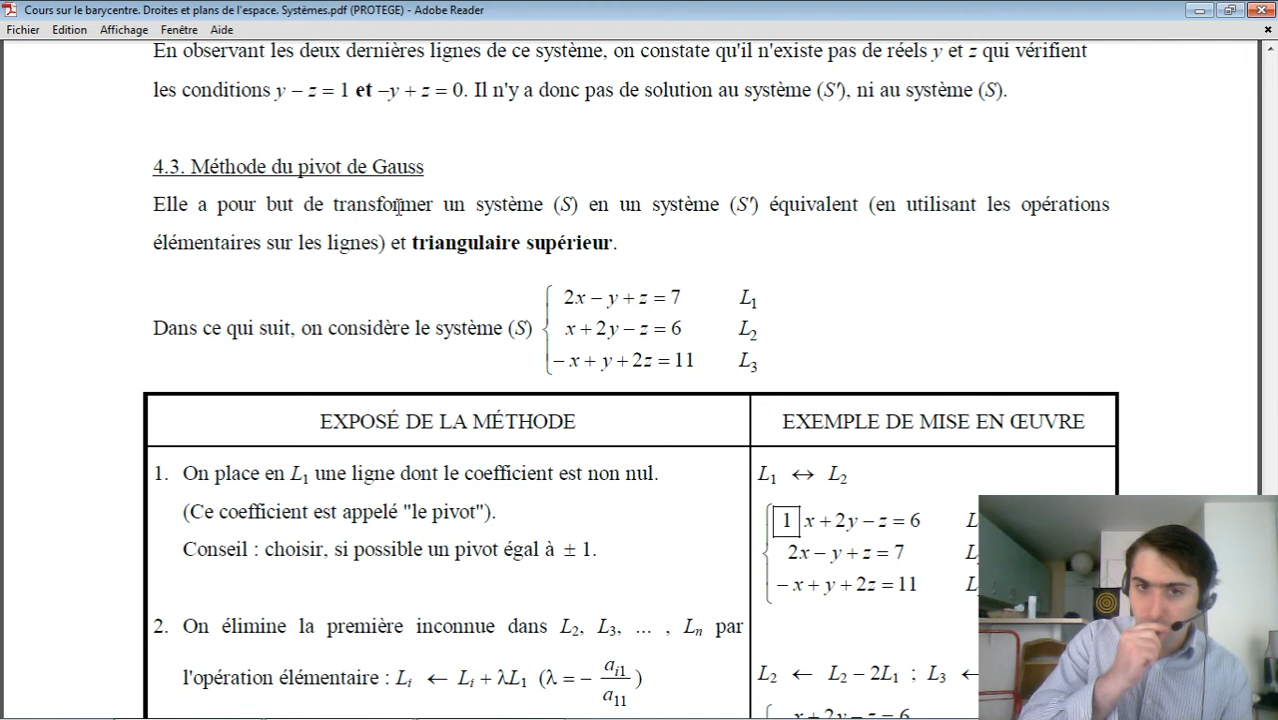 Cours sur le barycentre. Droites et plans de l'espace. Systèmes.pdf (PROTEGE) - Adobe Reader
Fichier Edition Affichage Fenêtre Aide
En observant les deux dernières lignes de ce système, on constate qu'il n'existe pas de réels y et z qui vérifient
les conditions y – z = 1 et –y + z = 0. Il n'y a donc pas de solution au système (S'), ni au système (S).
4.3. Méthode du pivot de Gauss
Elle a pour but de transformer un système (S) en un système (S') équivalent (en utilisant les opérations
élémentaires sur les lignes) et triangulaire supérieur.
2x − y + z = 7 L1
Dans ce qui suit, on considère le système (S) x + 2y − z = 6 L2
− x + y + 2z = 11 L3
EXPOSÉ DE LA MÉTHODE EXEMPLE DE MISE EN ŒUVRE
1. On place en L1 une ligne dont le coefficient est non nul.
(Ce coefficient est appelé "le pivot").
Conseil : choisir, si possible un pivot égal à ± 1.
L1 ↔ L2
1 x + 2y − z = 6 L
2x − y + z = 7 L
− x + y + 2z = 11 L
2. On élimine la première inconnue dans L2, L3, ... , Ln par
l'opération élémentaire : Li ← Li + λL1 (λ = − ai1/a11)
L2 ← L2 − 2L1 ; L3 ←
x + 2y − z = 6